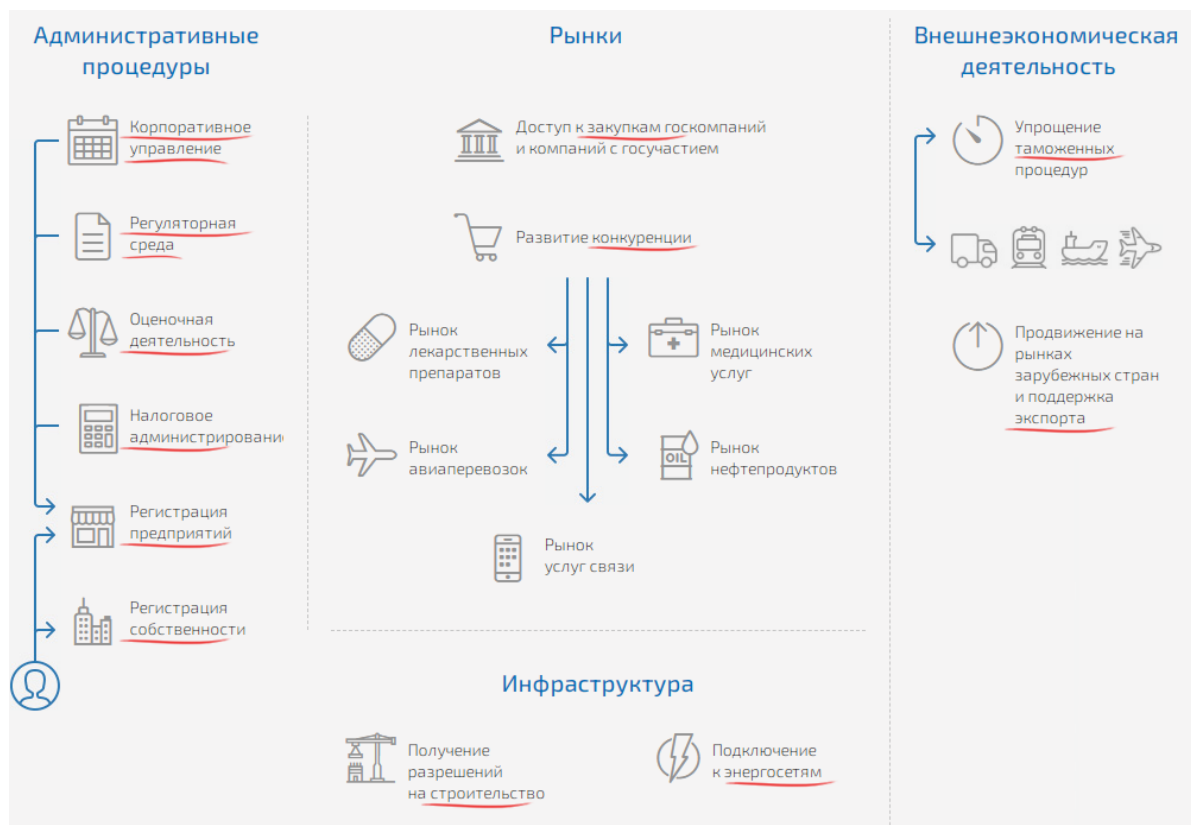 Административные
процедуры
Корпоративное
управление
Регуляторная
среда
Оценочная
деятельность
Налоговое
администрировани
Регистрация
предприятий
Регистрация
собственности
Рынки
Доступ к закупкам госкомпаний
и компаний с госучастием
Развитие конкуренции
Рынок
лекарственных
препаратов
Рынок
медицинских
услуг
Рынок
авиаперевозок
OIL
Рынок
нефтепродуктов
Рынок
услуг связи
Инфраструктура
Получение
разрешений
на строительство
Подключение
к энергосетям
Внешнеэкономическая
деятельность
Упрощение
таможенных
процедур
Продвижение на
рынках
зарубежных стран
и поддержка
экспорта